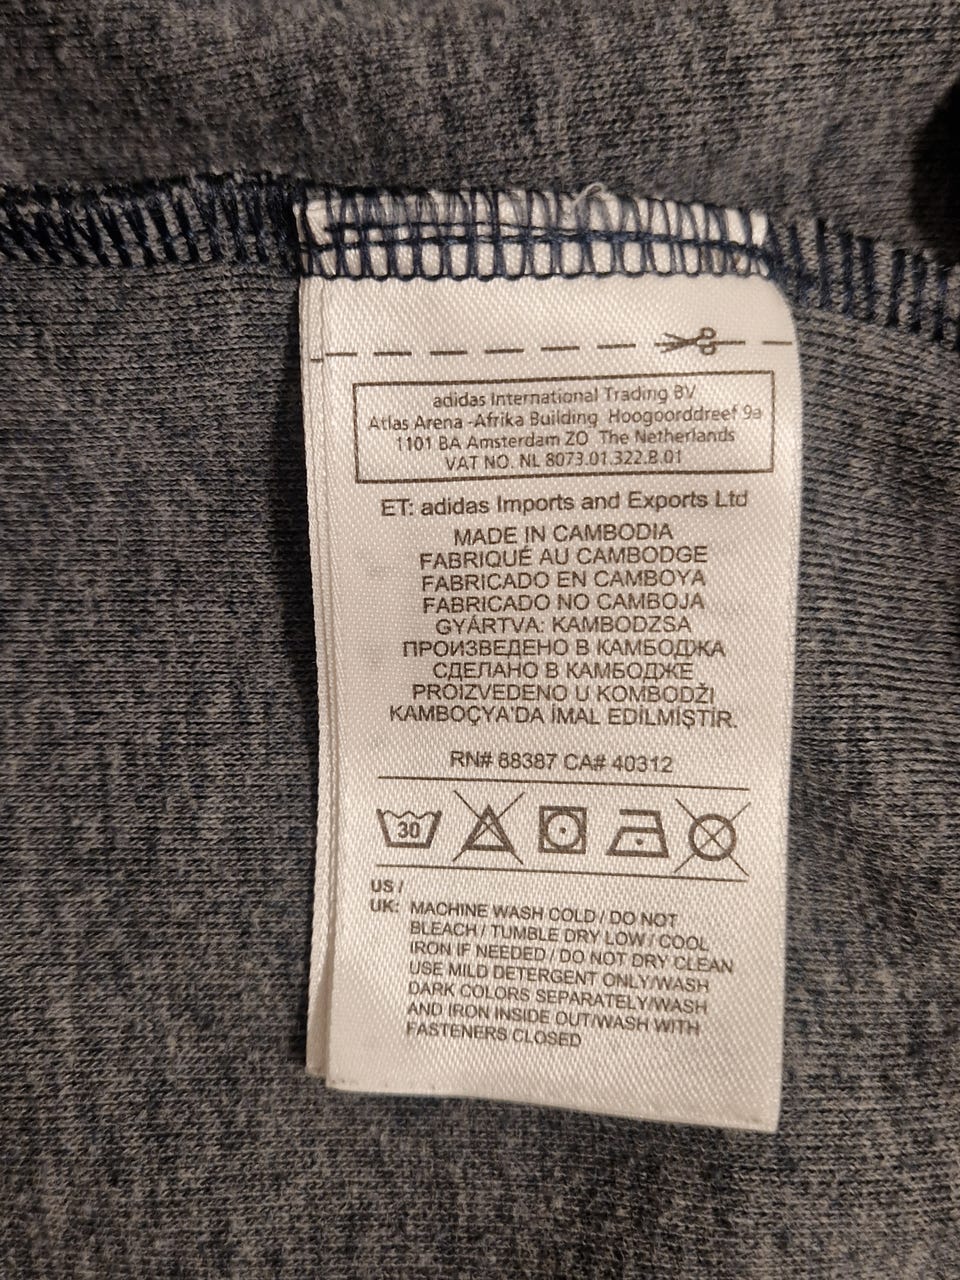 adidas International Trading BV
Atlas Arena -Afrika Building Hoogoorddreef 9a
1101 BA Amsterdam ZO The Netherlands
VAT NO. NL 8073.01.322.B.01
ET: adidas Imports and Exports Ltd
MADE IN CAMBODIA
FABRIQUÉ AU CAMBODGE
FABRICADO EN CAMBOYA
FABRICADO NO CAMBOJA
GYÁRTVA: KAMBODZSA
ПРОИЗВЕДЕНО В КАМБОДЖА
СДЕЛАНО В КАМБОДЖЕ
PROIZVEDENO U KOMBODŽI
KAMBOÇYA'DA İMAL EDİLMİŞTİR.
RN# 88387 CA# 40312
30
US /
UK: MACHINE WASH COLD / DO NOT
BLEACH / TUMBLE DRY LOW / COOL
IRON IF NEEDED / DO NOT DRY CLEAN
USE MILD DETERGENT ONLY/WASH
DARK COLORS SEPARATELY/WASH
AND IRON INSIDE OUT/WASH WITH
FASTENERS CLOSED